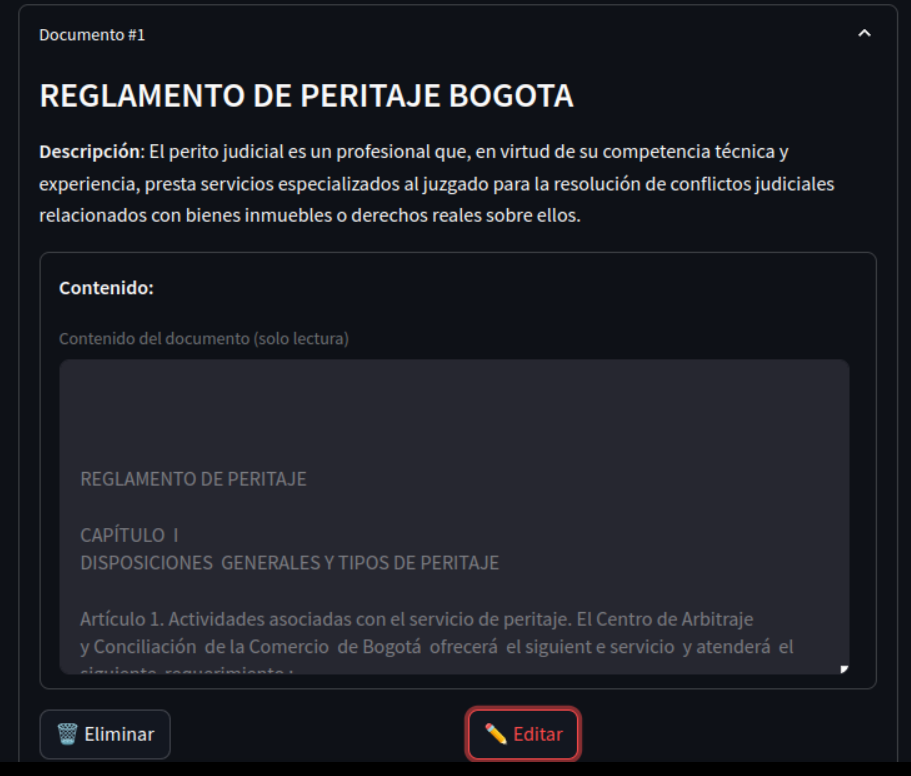 Documento #1
REGLAMENTO DE PERITAJE BOGOTA
Descripción: El perito judicial es un profesional que, en virtud de su competencia técnica y
experiencia, presta servicios especializados al juzgado para la resolución de conflictos judiciales
relacionados con bienes inmuebles o derechos reales sobre ellos.
Contenido:
Contenido del documento (solo lectura)
REGLAMENTO DE PERITAJE
CAPÍTULO I
DISPOSICIONES GENERALES Y TIPOS DE PERITAJE
Artículo 1. Actividades asociadas con el servicio de peritaje. El Centro de Arbitraje
y Conciliación de la Comercio de Bogotá ofrecerá el siguient e servicio y atenderá el
siguiente requerimiento :
Eliminar
Editar